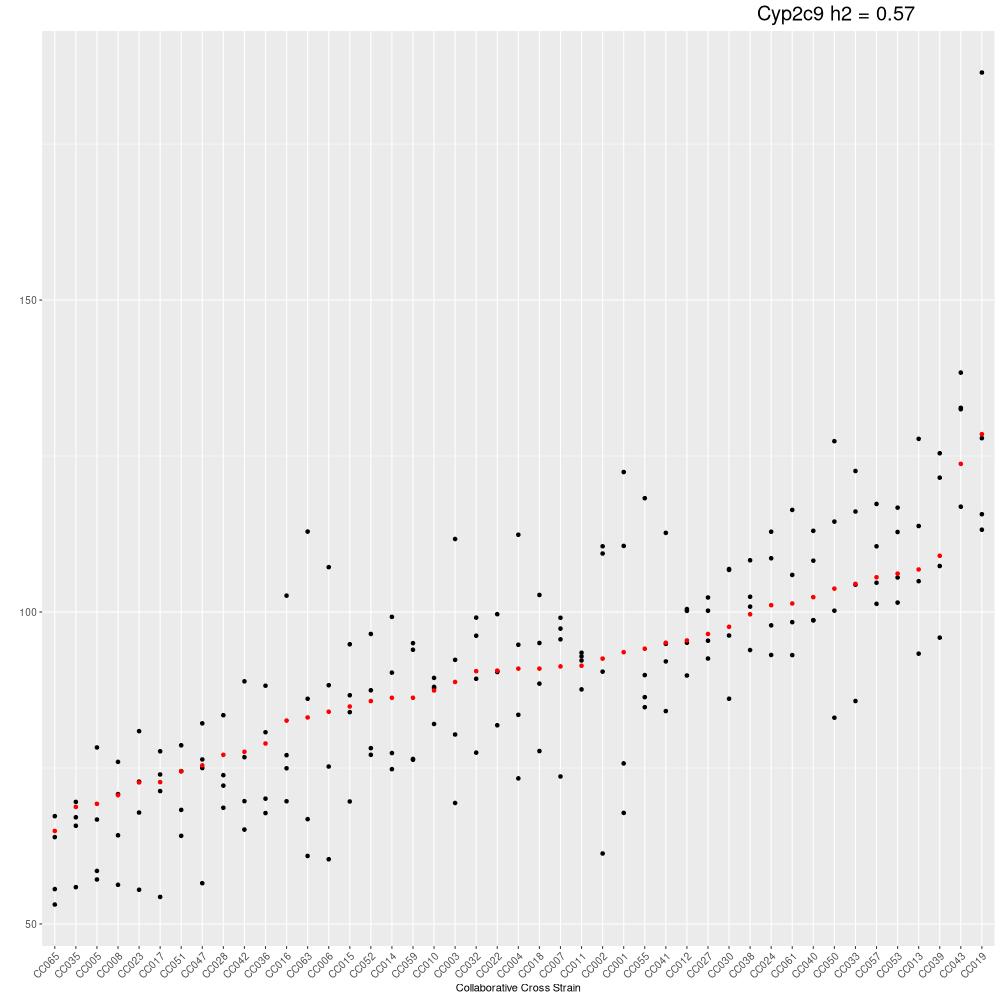 Cyp2c9 h2 = 0.57
150
100
50
CC065 CC035 CC005 CC008 CC023 CC017 CC051 CC047 CC028 CC042 CC036 CC016 CC063 CC006 CC015 CC052 CC014 CC059 CC010 CC003 CC032 CC022 CC004 CC018 CC007 CC011 CC002 CC001 CC055 CC041 CC012 CC027 CC030 CC038 CC024 CC061 CC040 CC050 CC033 CC057 CC053 CC013 CC039 CC043 CC019
Collaborative Cross Strain